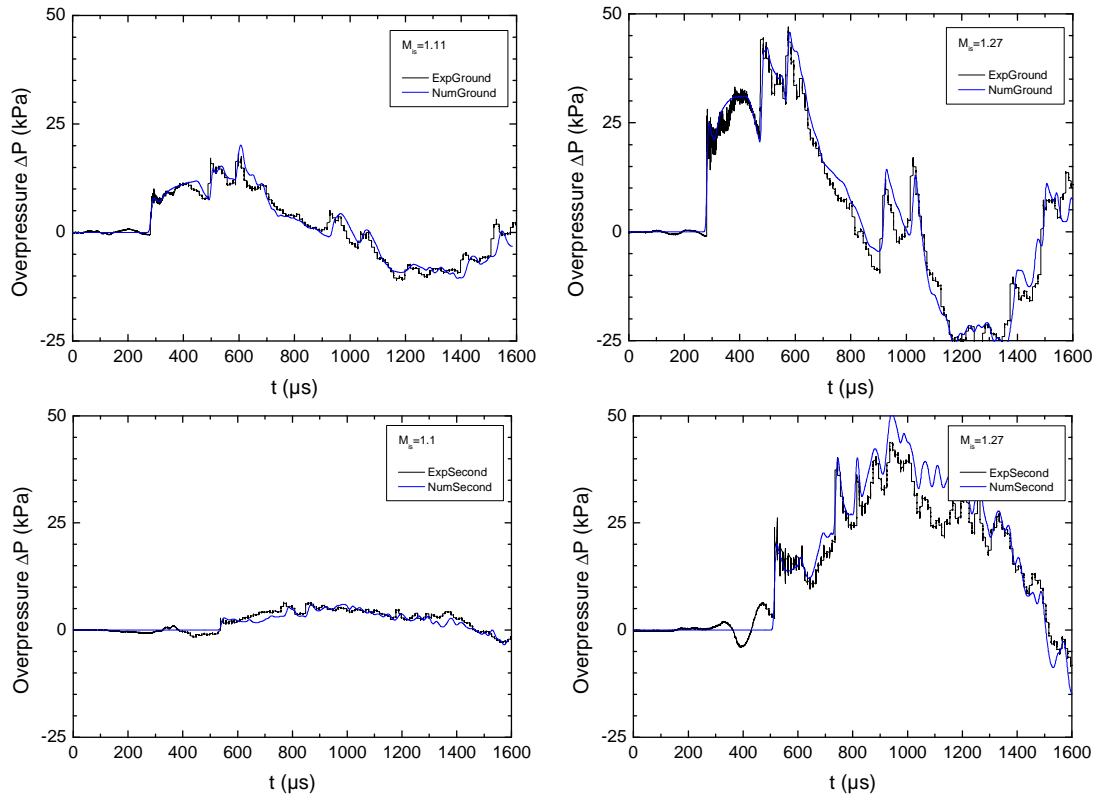 Overpressure ΔP (kPa)
50
25
0
-25
M_is=1.11
ExpGround
NumGround
0 200 400 600 800 1000 1200 1400 1600
t (µs)
Overpressure ΔP (kPa)
50
25
0
-25
M_is=1.27
ExpGround
NumGround
0 200 400 600 800 1000 1200 1400 1600
t (µs)
Overpressure ΔP (kPa)
50
25
0
-25
M_is=1.1
ExpSecond
NumSecond
0 200 400 600 800 1000 1200 1400 1600
t (µs)
Overpressure ΔP (kPa)
50
25
0
-25
M_is=1.27
ExpSecond
NumSecond
0 200 400 600 800 1000 1200 1400 1600
t (µs)